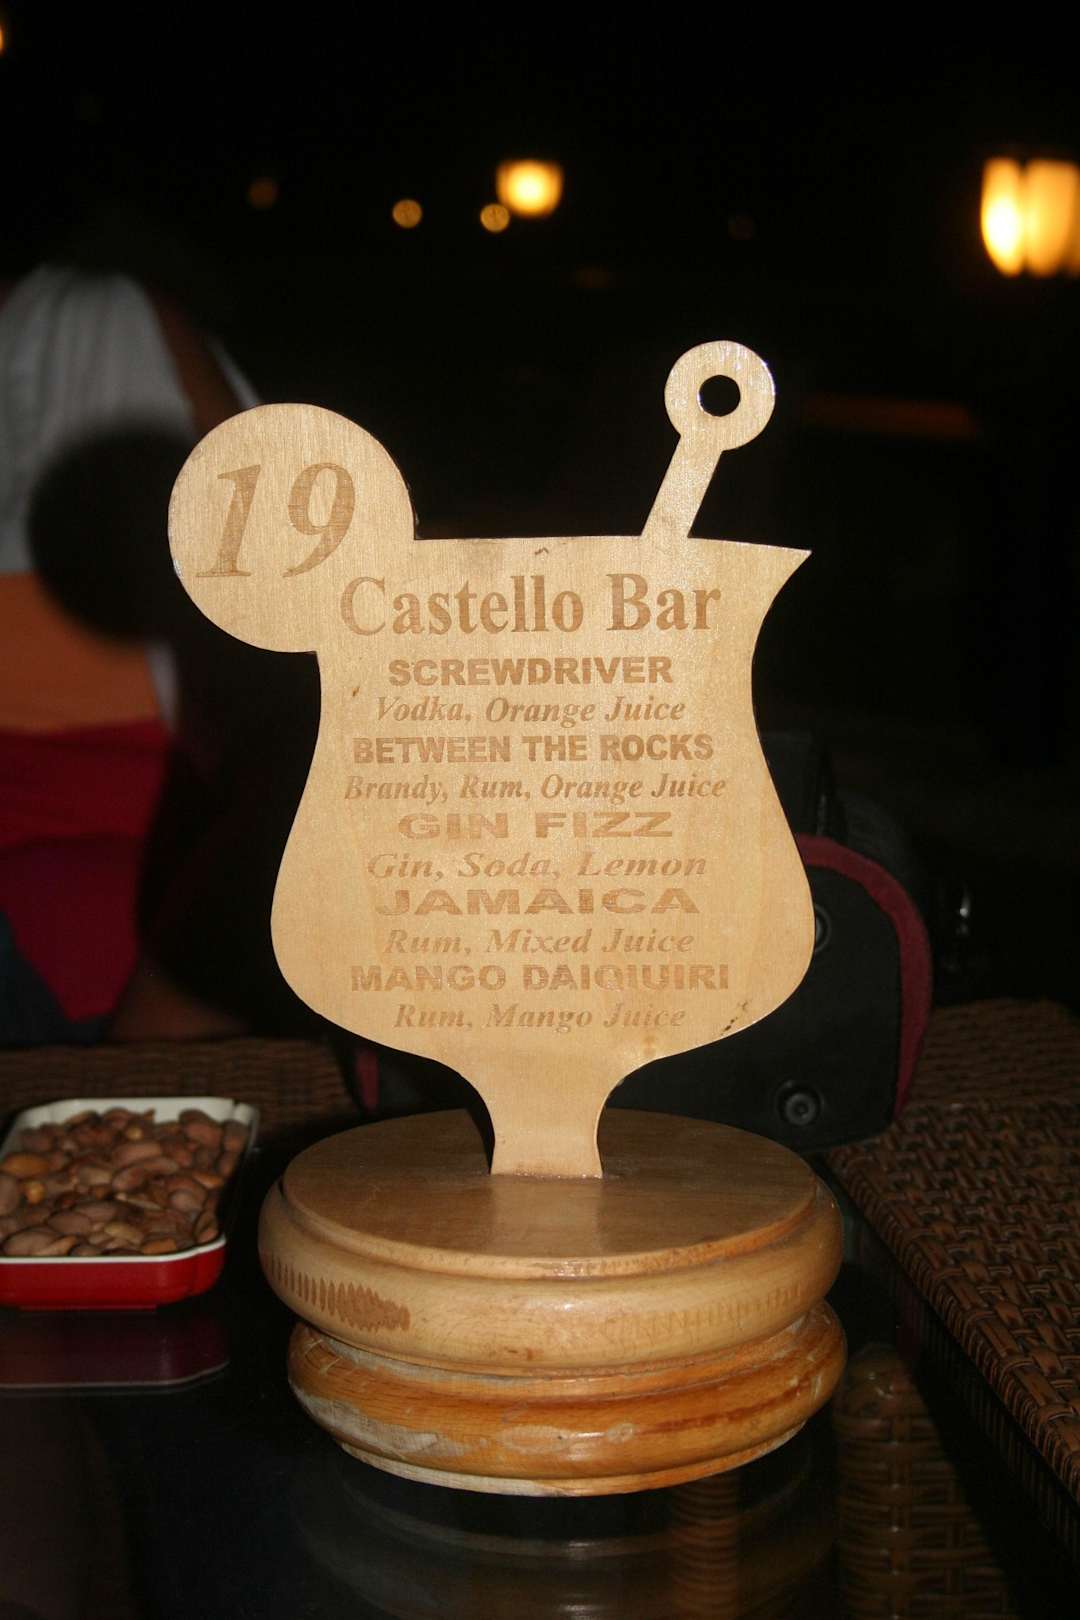 19
Castello Bar
SCREWDRIVER
Vodka, Orange Juice
BETWEEN THE ROCKS
Brandy, Rum, Orange Juice
GIN FIZZ
Gin, Soda, Lemon
JAMAICA
Rum, Mixed Juice
MANGO DAIQIUIRI
Rum, Mango Juice